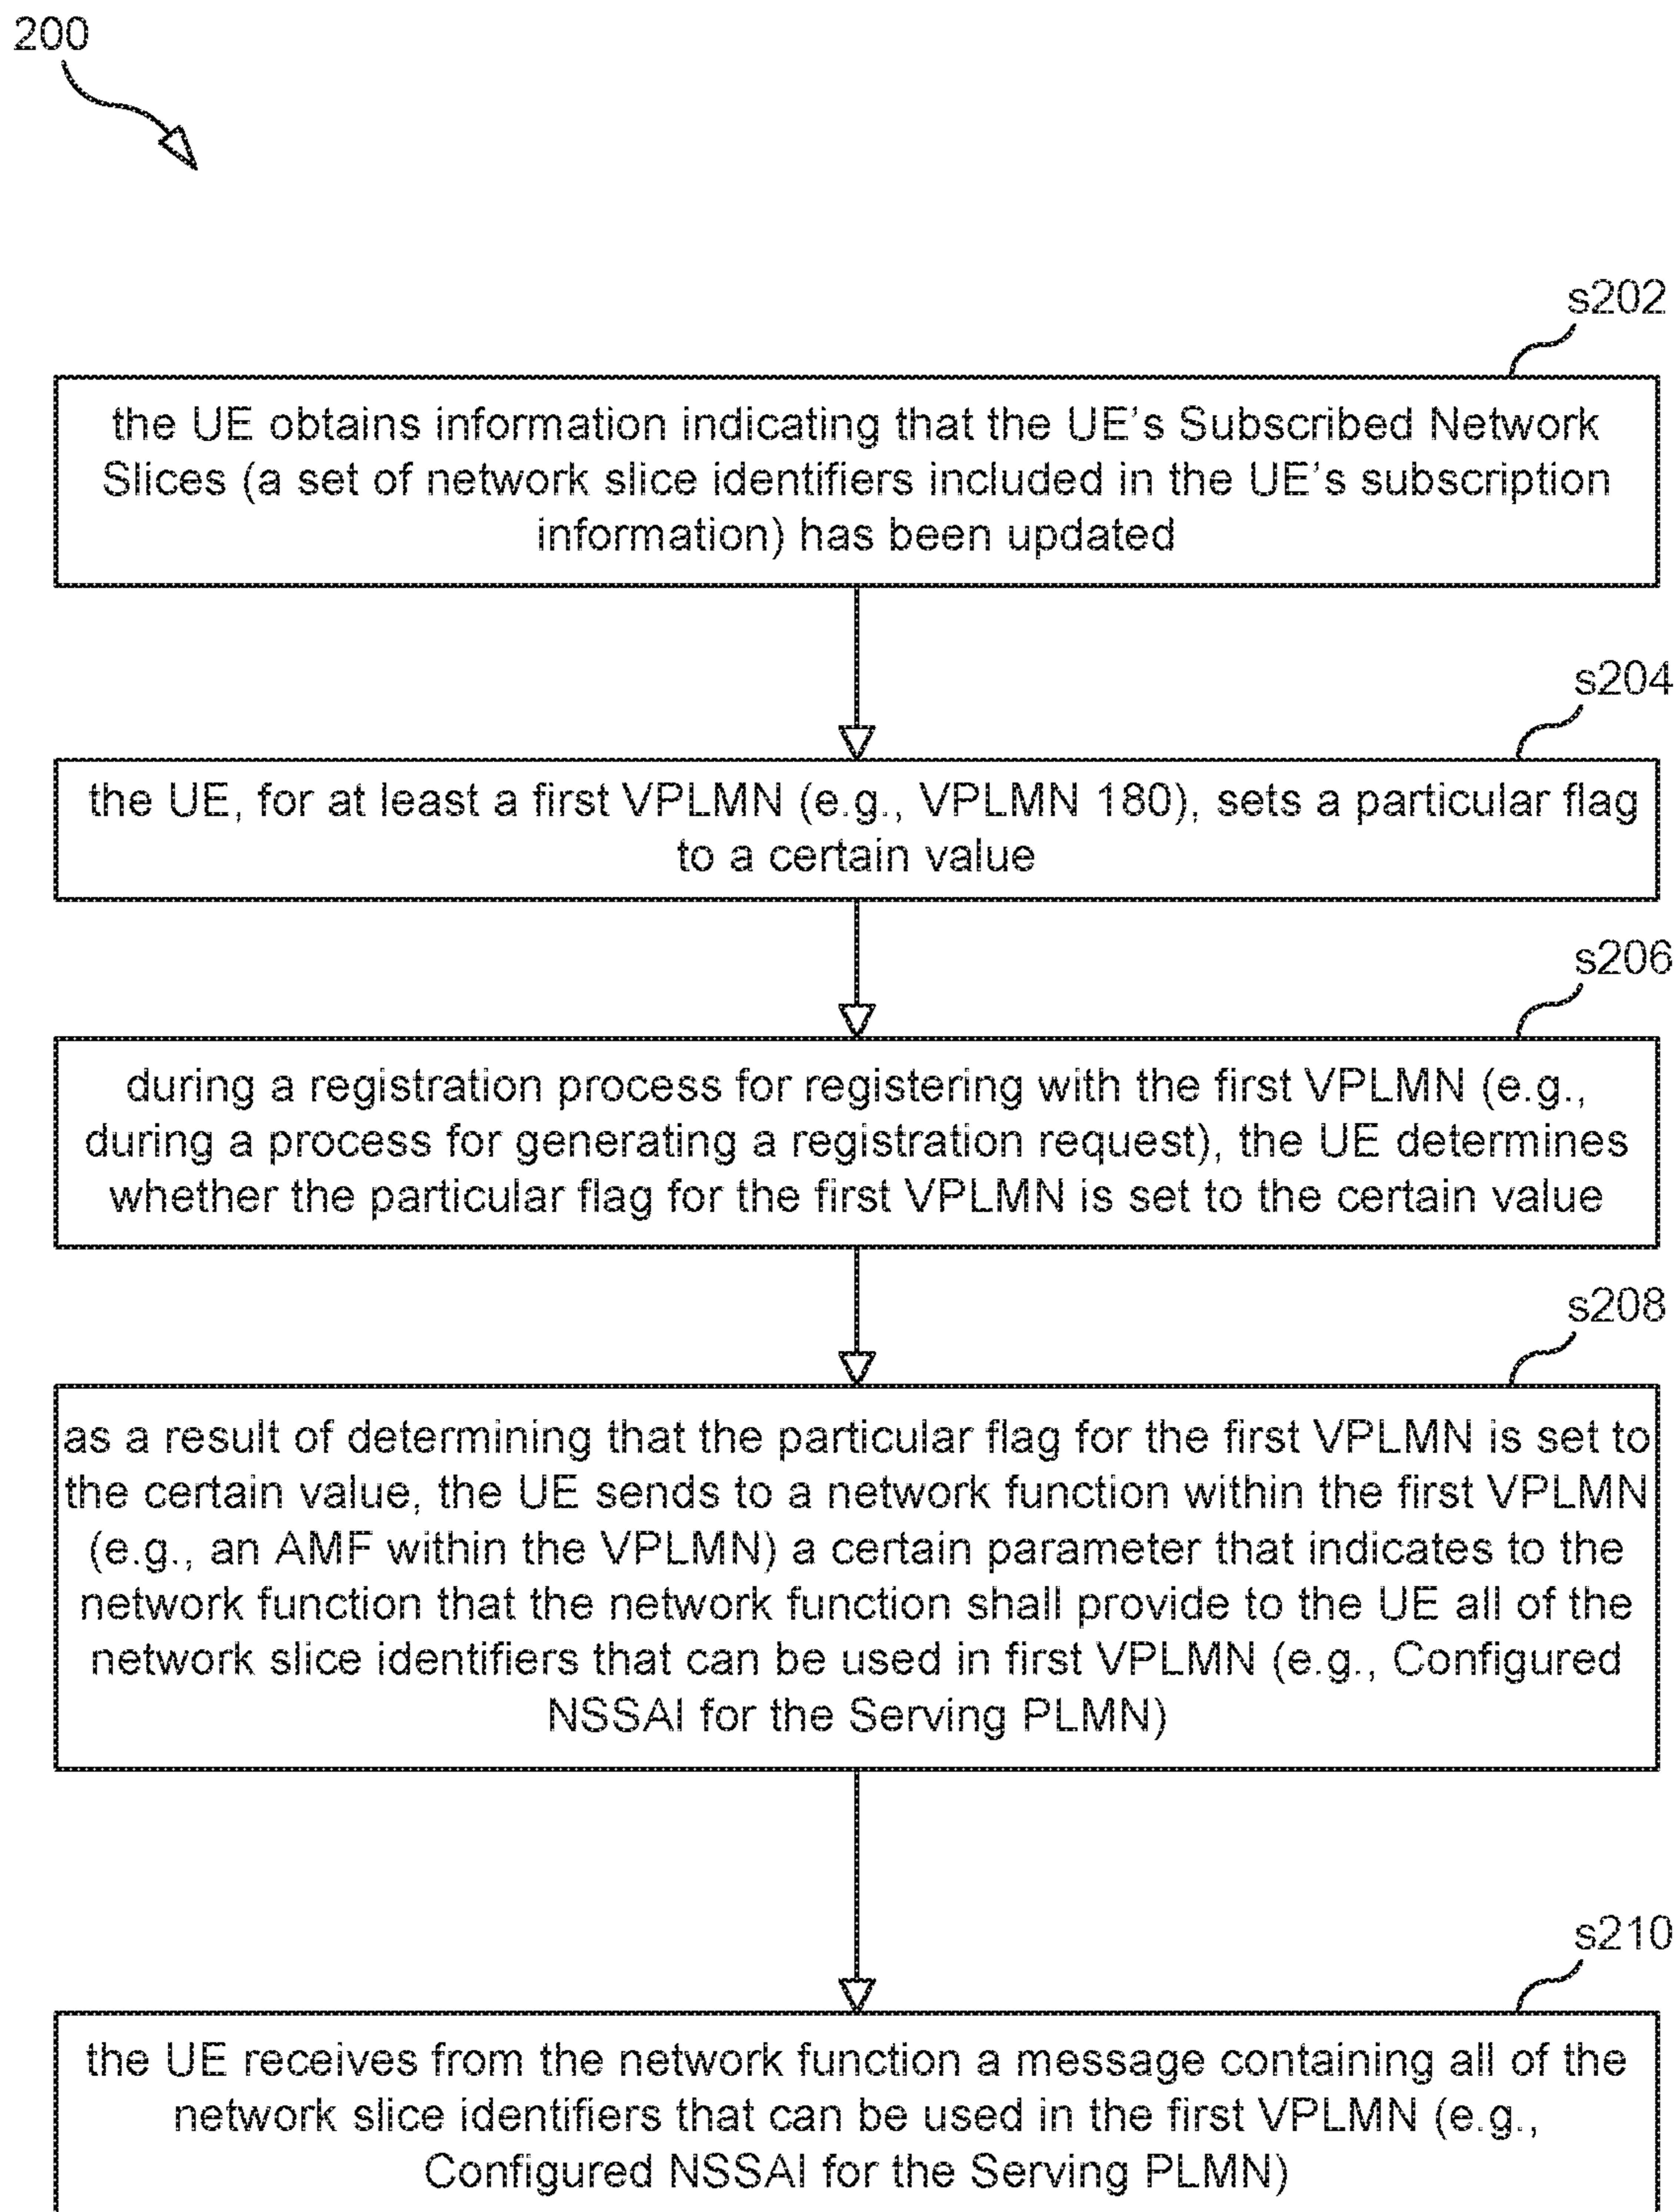 200
s202
the UE obtains information indicating that the UE's Subscribed Network
Slices (a set of network slice identifiers included in the UE's subscription
information) has been updated
s204
the UE, for at least a first VPLMN (e.g., VPLMN 180), sets a particular flag
to a certain value
s206
during a registration process for registering with the first VPLMN (e.g.,
during a process for generating a registration request), the UE determines
whether the particular flag for the first VPLMN is set to the certain value
s208
as a result of determining that the particular flag for the first VPLMN is set to
the certain value, the UE sends to a network function within the first VPLMN
(e.g., an AMF within the VPLMN) a certain parameter that indicates to the
network function that the network function shall provide to the UE all of the
network slice identifiers that can be used in first VPLMN (e.g., Configured
NSSAI for the Serving PLMN)
s210
the UE receives from the network function a message containing all of the
network slice identifiers that can be used in the first VPLMN (e.g.,
Configured NSSAI for the Serving PLMN)